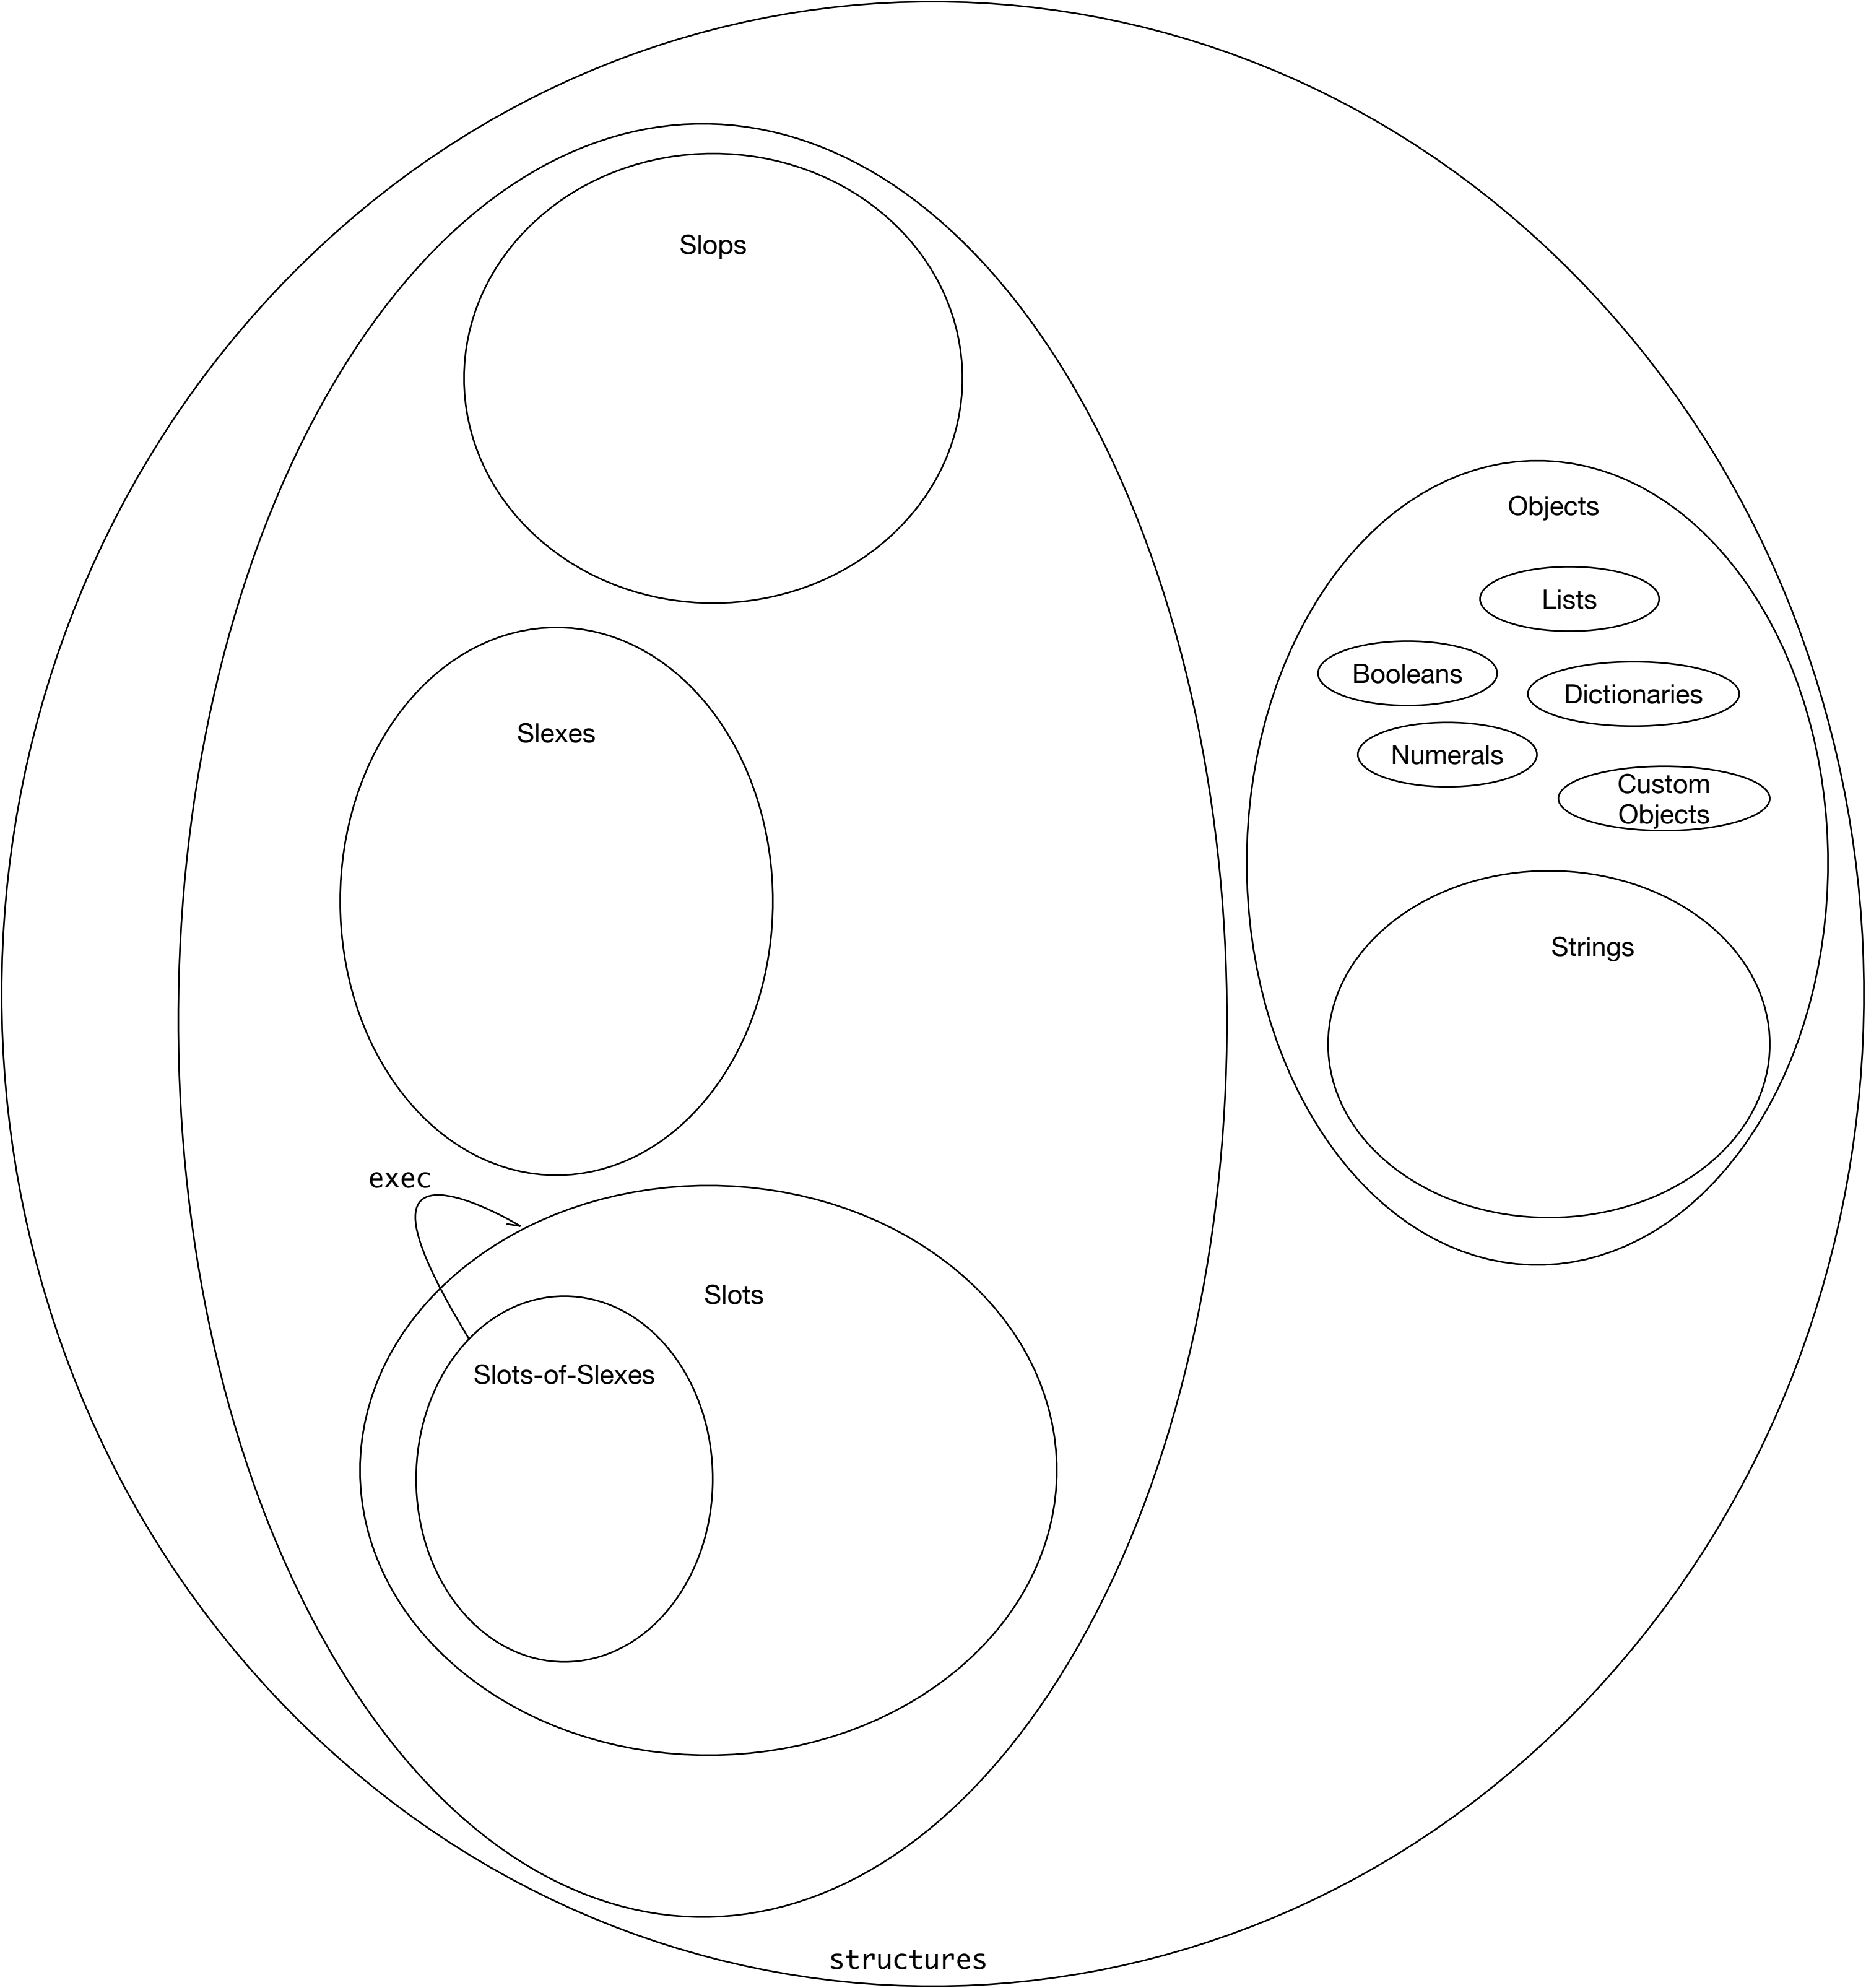 Slops
Objects
Lists
Booleans
Dictionaries
Slexes
Numerals
Custom
Objects
Strings
exec
Slots
Slots-of-Slexes
structures